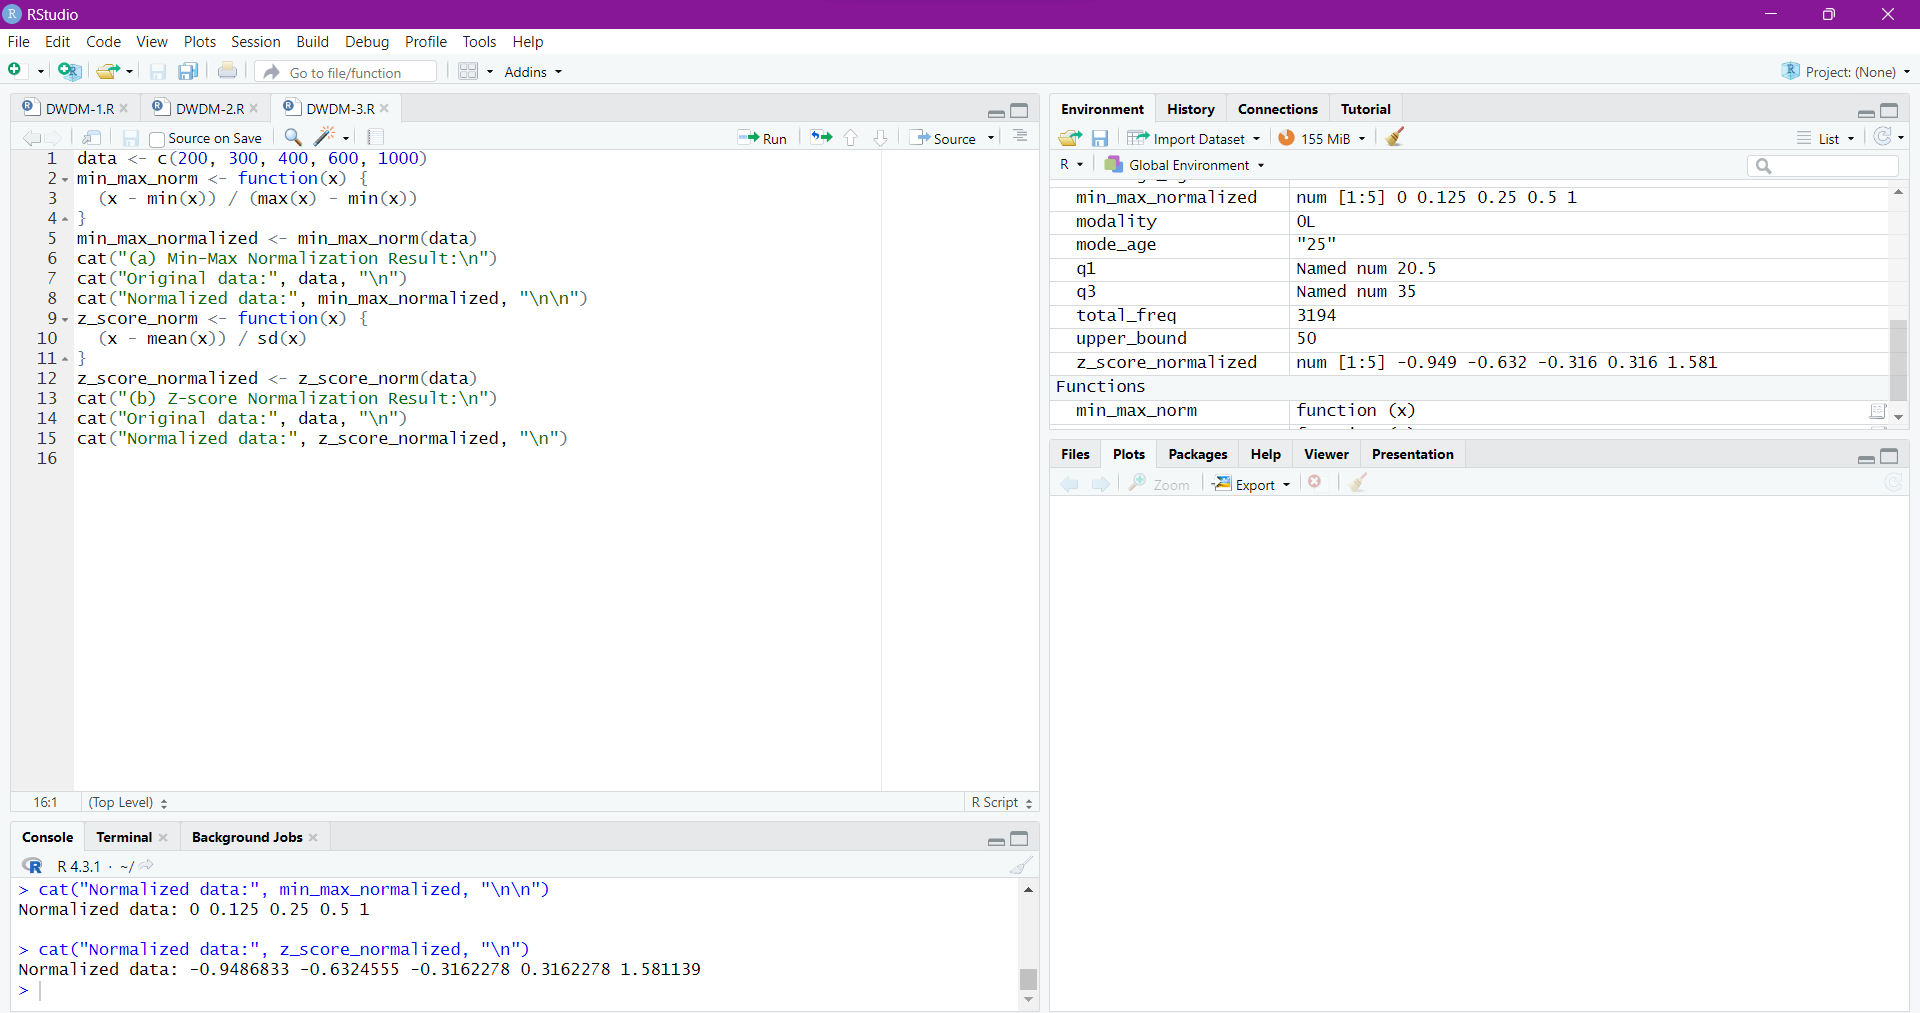 RStudio
File Edit Code View Plots Session Build Debug Profile Tools Help
Go to file/function Addins Project: (None)
DWDM-1.R DWDM-2.R DWDM-3.R
Source on Save Run Source
1 data <- c(200, 300, 400, 600, 1000)
2 min_max_norm <- function(x) {
3 (x - min(x)) / (max(x) - min(x))
4 }
5 min_max_normalized <- min_max_norm(data)
6 cat("(a) Min-Max Normalization Result:\n")
7 cat("Original data:", data, "\n")
8 cat("Normalized data:", min_max_normalized, "\n\n")
9 z_score_norm <- function(x) {
10 (x - mean(x)) / sd(x)
11 }
12 z_score_normalized <- z_score_norm(data)
13 cat("(b) Z-score Normalization Result:\n")
14 cat("Original data:", data, "\n")
15 cat("Normalized data:", z_score_normalized, "\n")
16
16:1 (Top Level) R Script
Console Terminal Background Jobs
R 4.3.1 · ~/
> cat("Normalized data:", min_max_normalized, "\n\n")
Normalized data: 0 0.125 0.25 0.5 1
> cat("Normalized data:", z_score_normalized, "\n")
Normalized data: -0.9486833 -0.6324555 -0.3162278 0.3162278 1.581139
>
Environment History Connections Tutorial
Import Dataset 155 MiB List
R Global Environment
min_max_normalized num [1:5] 0 0.125 0.25 0.5 1
modality OL
mode_age "25"
q1 Named num 20.5
q3 Named num 35
total_freq 3194
upper_bound 50
z_score_normalized num [1:5] -0.949 -0.632 -0.316 0.316 1.581
Functions
min_max_norm function (x)
Files Plots Packages Help Viewer Presentation
Zoom Export